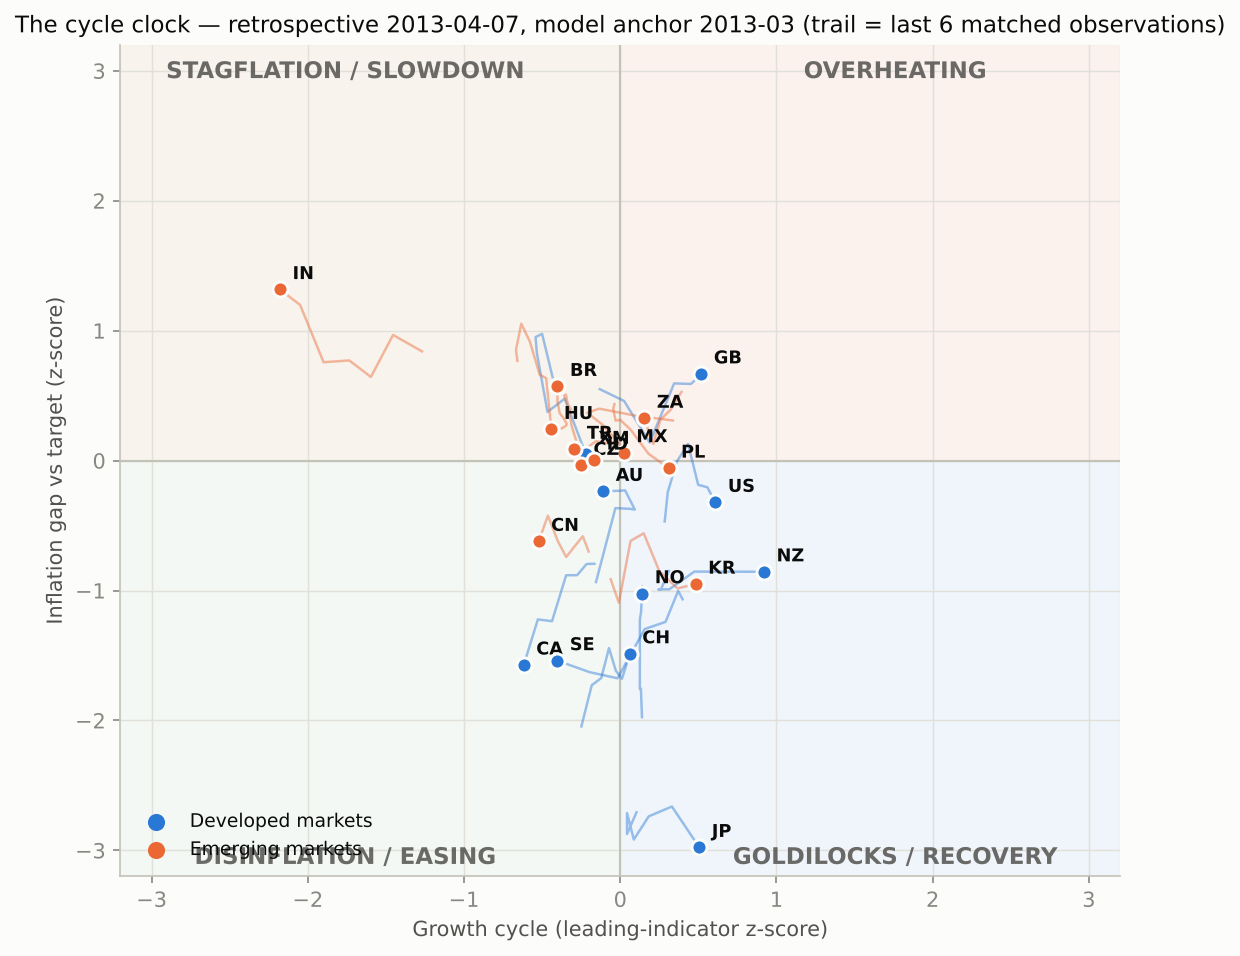 The cycle clock — retrospective 2013-04-07, model anchor 2013-03 (trail = last 6 matched observations)
STAGFLATION / SLOWDOWN
OVERHEATING
3
2
1
0
−1
−2
−3
Inflation gap vs target (z-score)
IN
BR
GB
HU
ZA
TR
MX
CZ
PL
AU
US
CN
NO
KR
NZ
CA
SE
CH
JP
Developed markets
Emerging markets
DISINFLATION / EASING
GOLDILOCKS / RECOVERY
−3
−2
−1
0
1
2
3
Growth cycle (leading-indicator z-score)